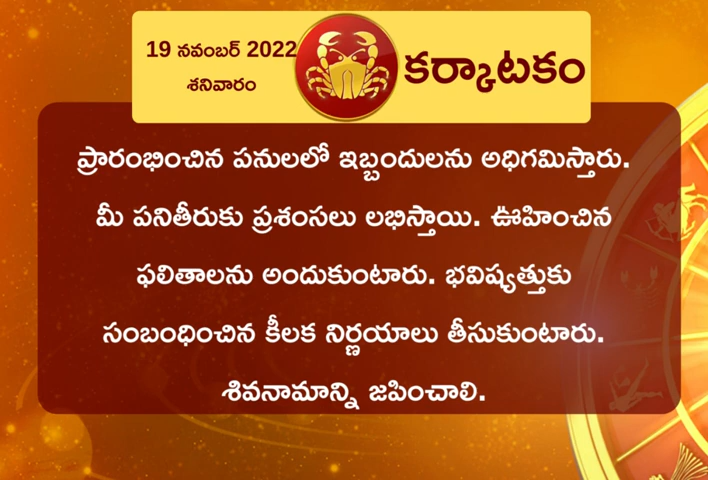 19 నవంబర్ 2022
శనివారం
కర్కాటకం
ప్రారంభించిన పనులలో ఇబ్బందులను అధిగమిస్తారు.
మీ పనితీరుకు ప్రశంసలు లభిస్తాయి. ఊహించిన
ఫలితాలను అందుకుంటారు. భవిష్యత్తుకు
సంబంధించిన కీలక నిర్ణయాలు తీసుకుంటారు.
శివనామాన్ని జపించాలి.